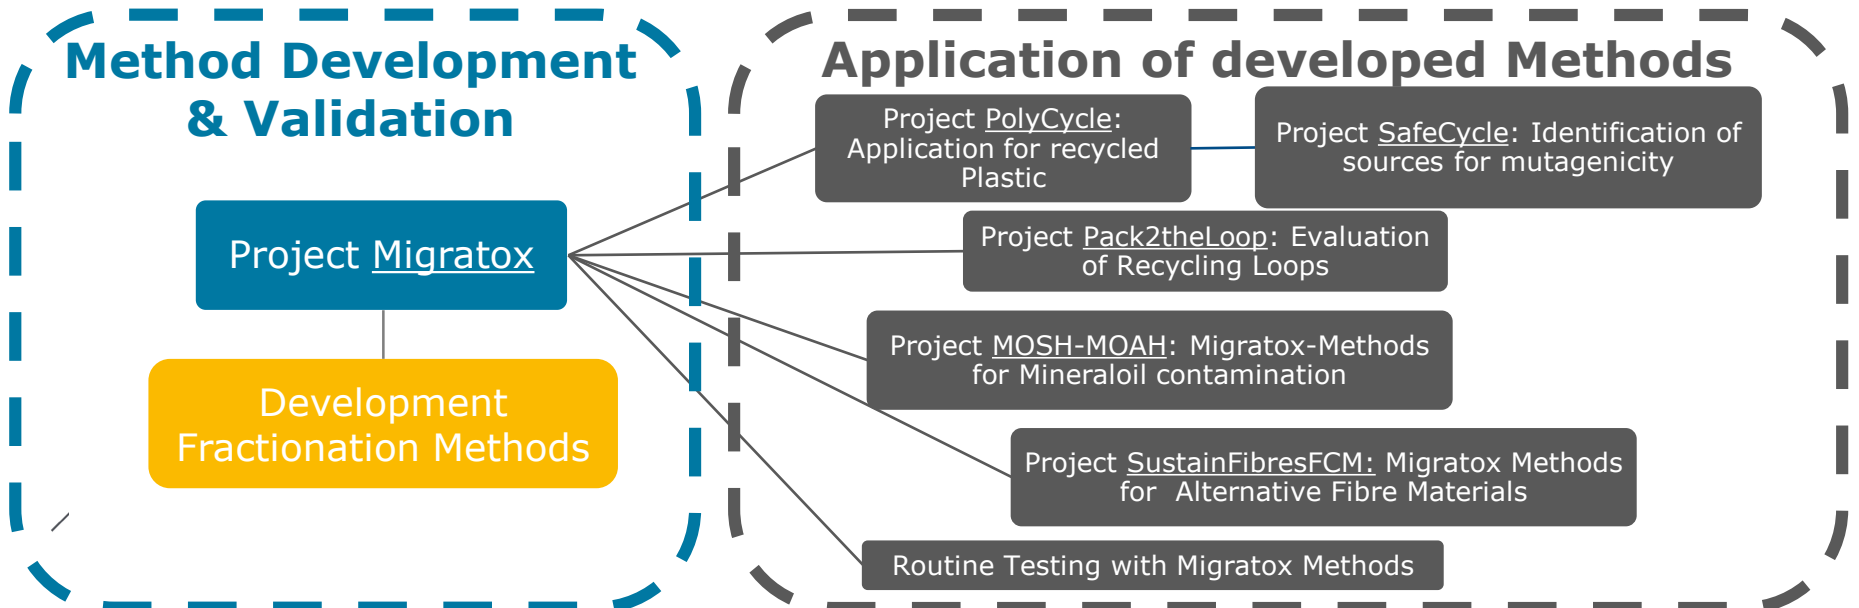 Method Development
& Validation
Project Migratox
Development
Fractionation Methods
Application of developed Methods
Project PolyCycle:
Application for recycled
Plastic
Project SafeCycle: Identification of
sources for mutagenicity
Project Pack2theLoop: Evaluation
of Recycling Loops
Project MOSH-MOAH: Migratox-Methods
for Mineraloil contamination
Project SustainFibresFCM: Migratox Methods
for Alternative Fibre Materials
Routine Testing with Migratox Methods